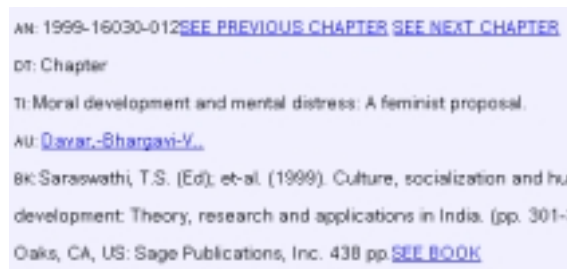 AN: 1999-16030-012SEE PREVIOUS CHAPTER SEE NEXT CHAPTER
DT: Chapter
TI: Moral development and mental distress: A feminist proposal.
AU: Davar,-Bhargavi-V..
BK: Saraswathi, T.S. (Ed); et-al. (1999). Culture, socialization and hu
development: Theory, research and applications in India. (pp. 301-
Oaks, CA, US: Sage Publications, Inc. 438 pp.SEE BOOK